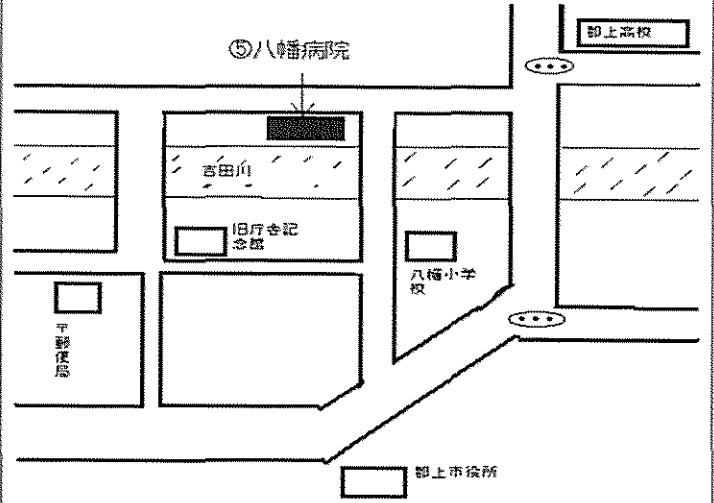 郡上高校
⑤八幡病院
吉田川
旧庁舎記
念館
八幡小学
校
〒郵便局
郡上市役所